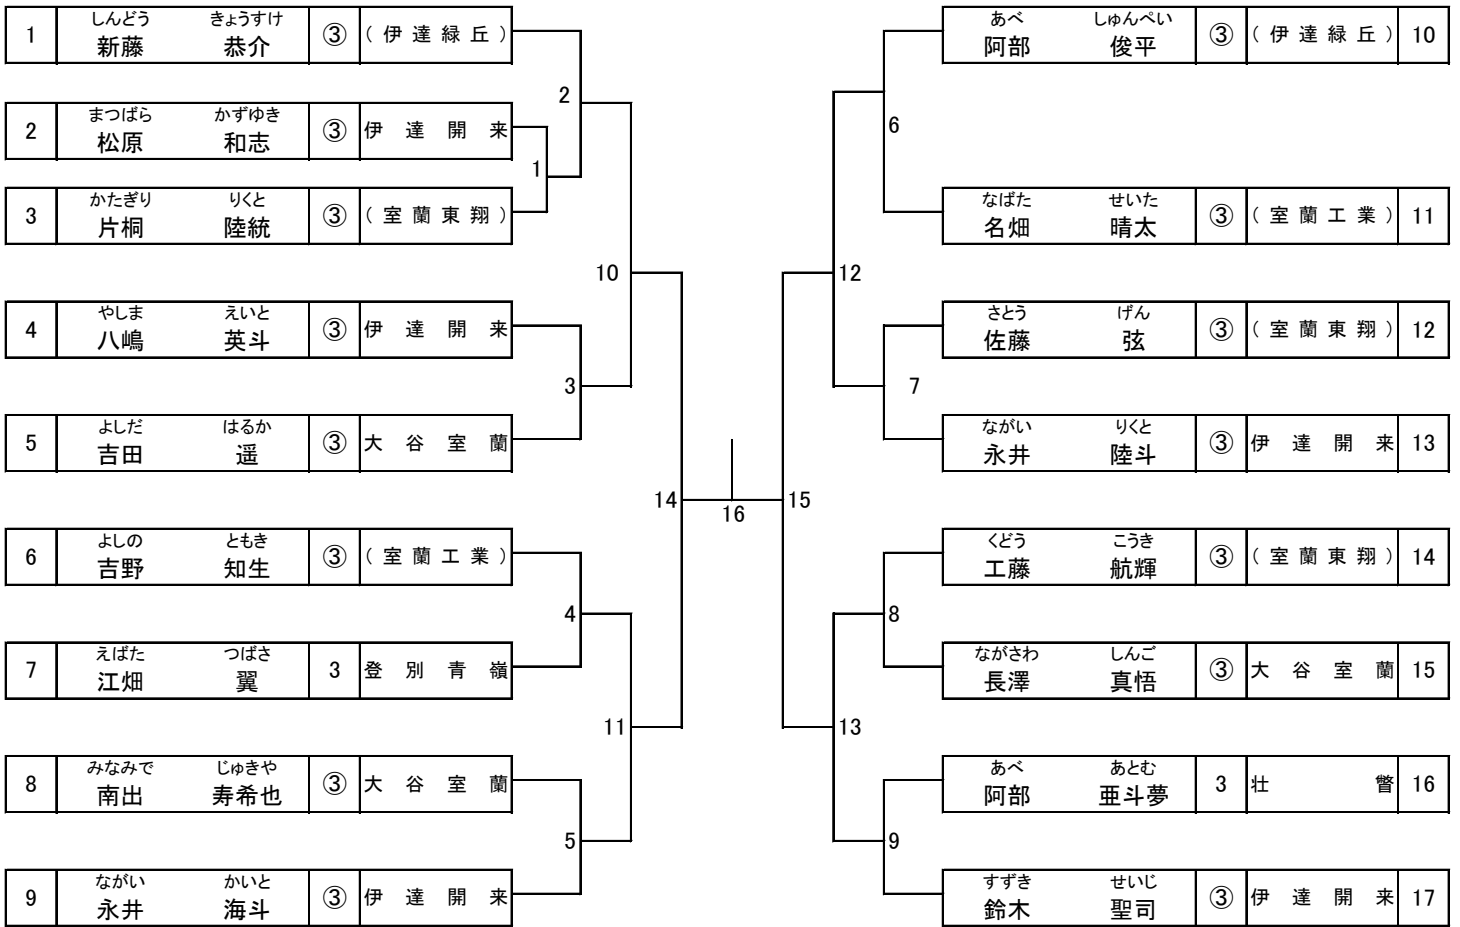 しんどう きょうすけ
1 新藤 恭介 ③ (伊達緑丘)
まつばら かずゆき
2 松原 和志 ③ 伊達開来
かたぎり りくと
3 片桐 陸統 ③ (室蘭東翔)
やしま えいと
4 八嶋 英斗 ③ 伊達開来
よしだ はるか
5 吉田 遥 ③ 大谷室蘭
よしの ともき
6 吉野 知生 ③ (室蘭工業)
えばた つばさ
7 江畑 翼 3 登別青嶺
みなみで じゅきや
8 南出 寿希也 ③ 大谷室蘭
ながい かいと
9 永井 海斗 ③ 伊達開来
2
1
10
3
14
4
11
5
16
6
12
7
15
8
13
9
あべ しゅんぺい
阿部 俊平 ③ (伊達緑丘) 10
なばた せいた
名畑 晴太 ③ (室蘭工業) 11
さとう げん
佐藤 弦 ③ (室蘭東翔) 12
ながい りくと
永井 陸斗 ③ 伊達開来 13
くどう こうき
工藤 航輝 ③ (室蘭東翔) 14
ながさわ しんご
長澤 真悟 ③ 大谷室蘭 15
あべ あとむ
阿部 亜斗夢 3 壮瞥 16
すずき せいじ
鈴木 聖司 ③ 伊達開来 17